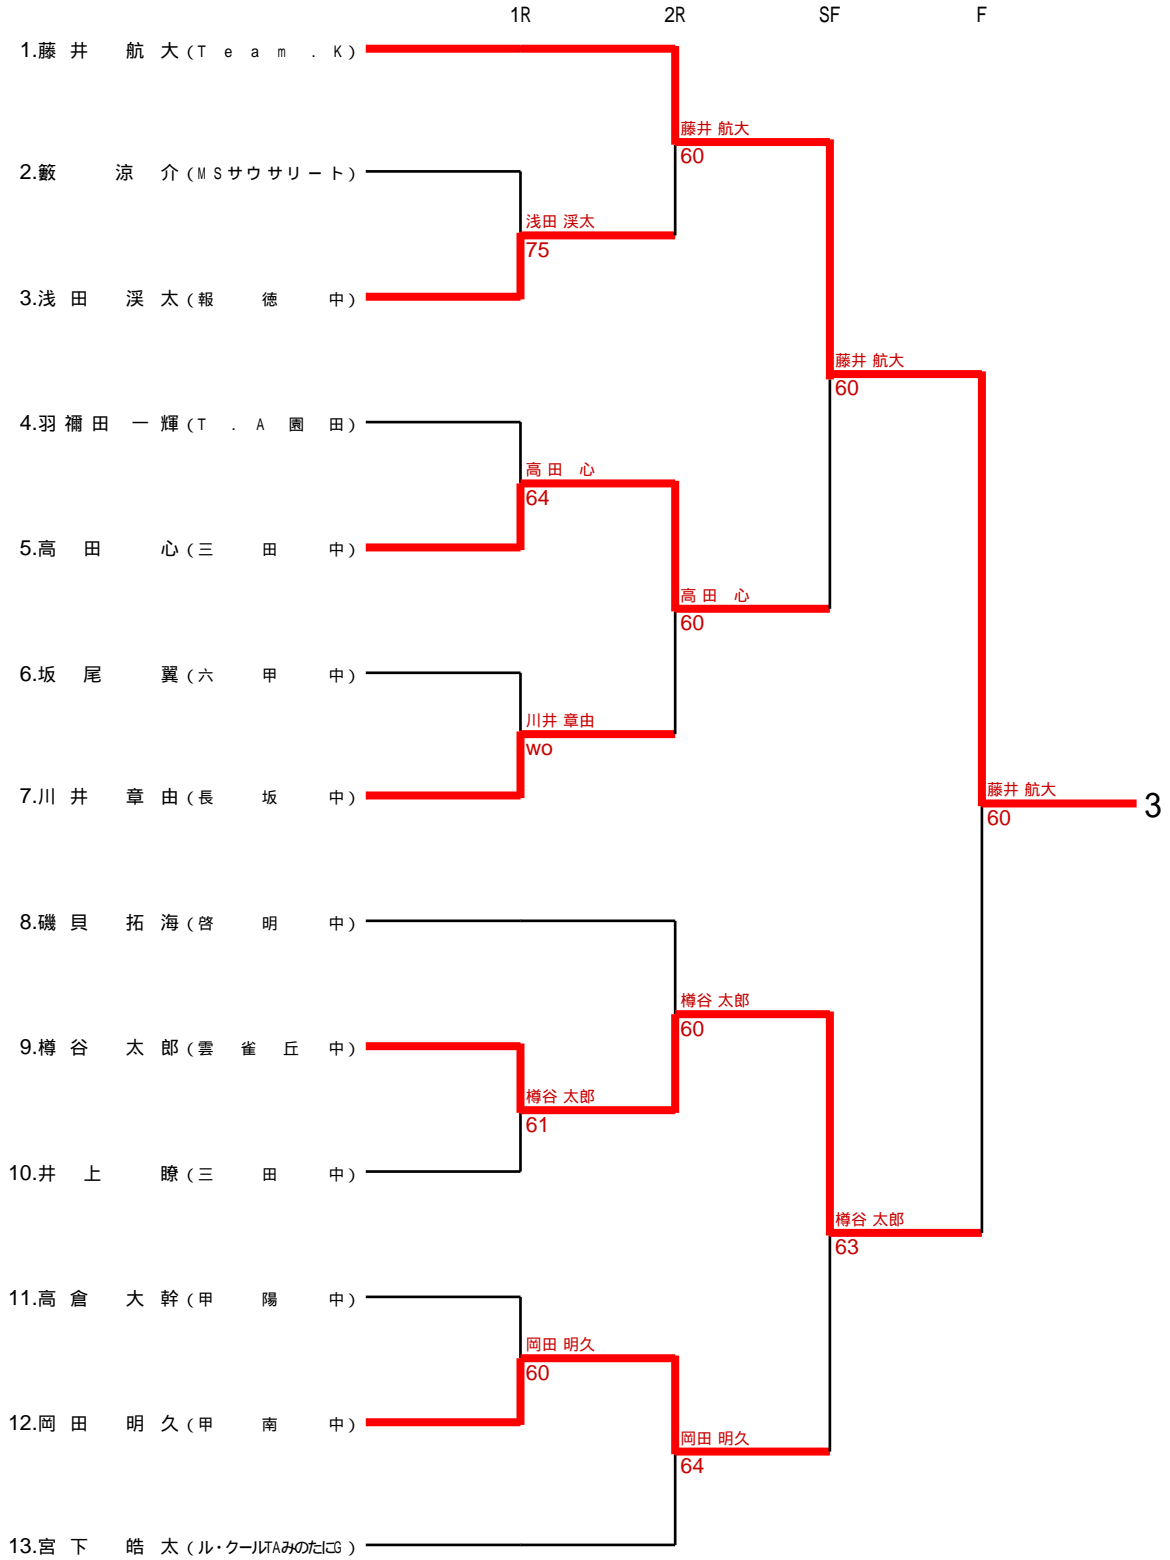 1R 2R SF F
1.藤井 航大(Team.K)
藤井 航大
60
2.籔 涼介(MSサウサリート)
浅田 渓太
75
3.浅田 渓太(報徳中)
藤井 航大
60
4.羽禰田 一輝(T.A園田)
高田 心
64
5.高田 心(三田中)
高田 心
60
6.坂尾 翼(六甲中)
川井 章由
wo
7.川井 章由(長坂中)
藤井 航大
60
3
8.磯貝 拓海(啓明中)
樽谷 太郎
60
9.樽谷 太郎(雲雀丘中)
樽谷 太郎
61
10.井上 瞭(三田中)
樽谷 太郎
63
11.高倉 大幹(甲陽中)
岡田 明久
60
12.岡田 明久(甲南中)
岡田 明久
64
13.宮下 皓太(ル・クールTAみのたにG)